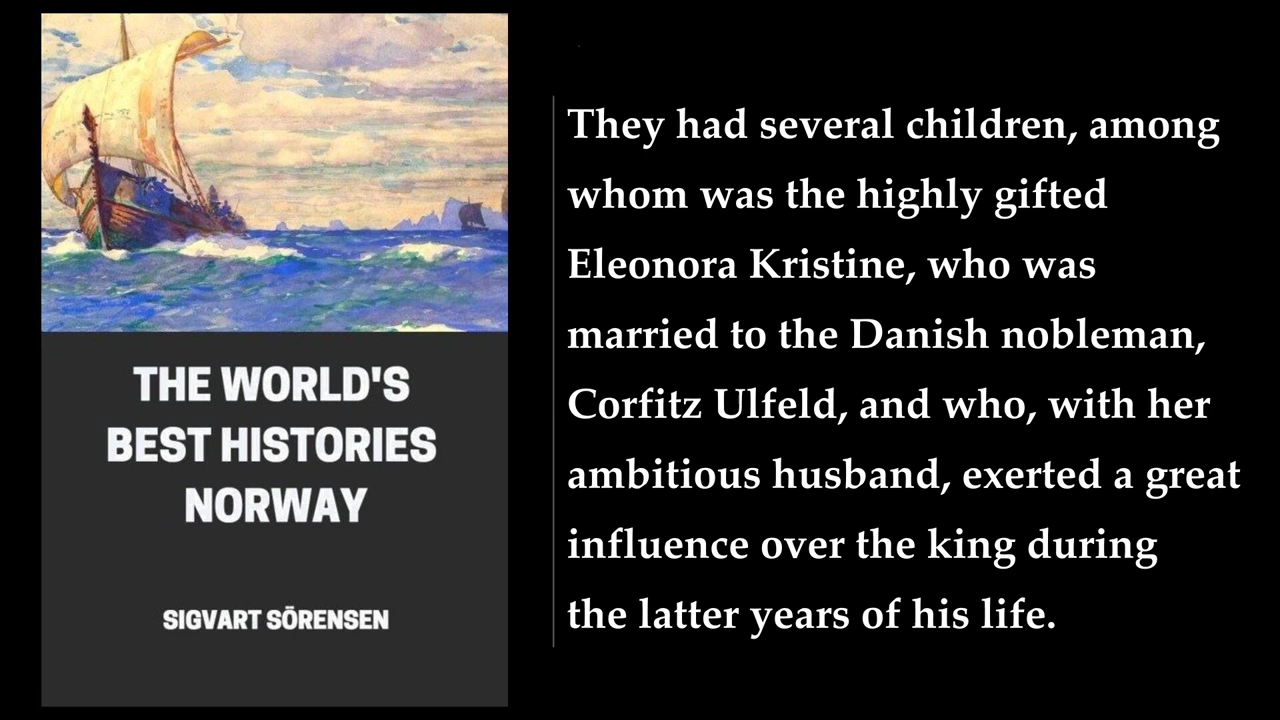 THE WORLD'S
BEST HISTORIES
NORWAY
SIGVART SÖRENSEN
They had several children, among
whom was the highly gifted
Eleonora Kristine, who was
married to the Danish nobleman,
Corfitz Ulfeld, and who, with her
ambitious husband, exerted a great
influence over the king during
the latter years of his life.